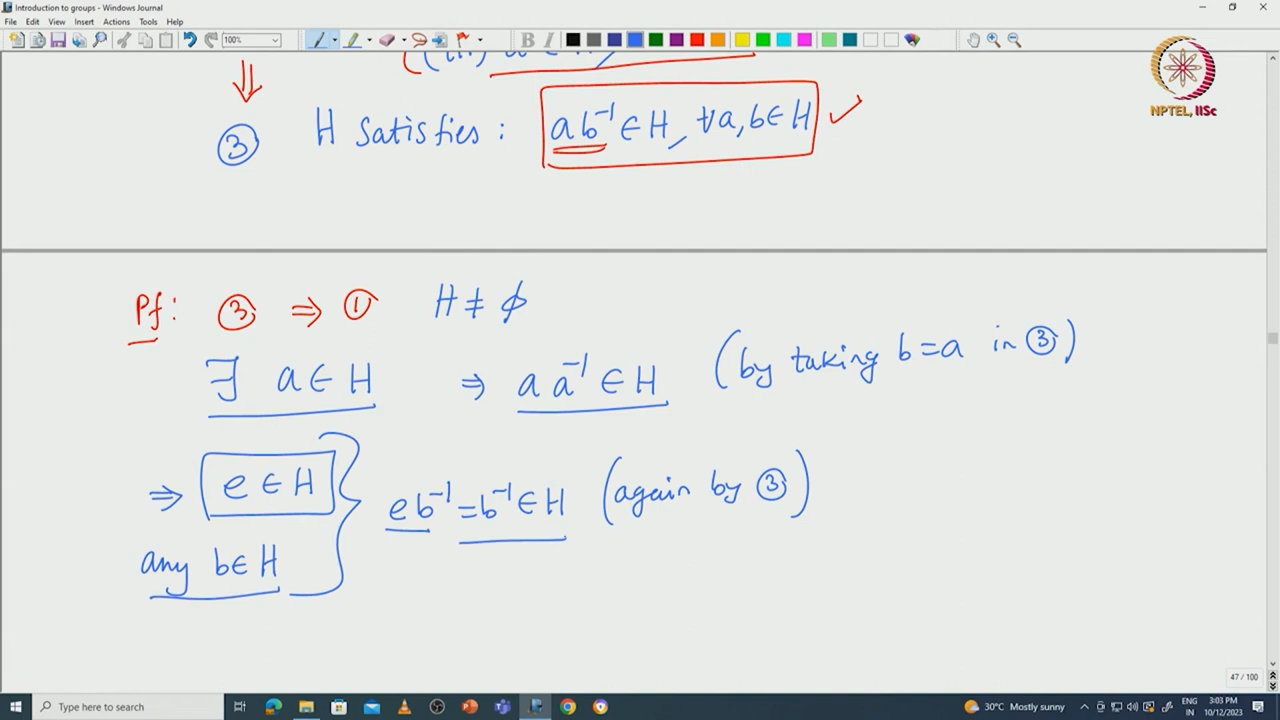 Introduction to groups - Windows Journal
File Edit View Insert Actions Tools Help
100%
NPTEL, IISc
③ H satisfies: ab⁻¹ ∈ H, ∀a, b ∈ H ✓
Pf: ③ ⇒ ① H ≠ ϕ
∃ a ∈ H ⇒ a a⁻¹ ∈ H (by taking b = a in ③)
⇒ e ∈ H
any b ∈ H } e b⁻¹ = b⁻¹ ∈ H (again by ③)
47 / 100
Type here to search
30°C Mostly sunny
ENG
IN
3:03 PM
10/12/2023